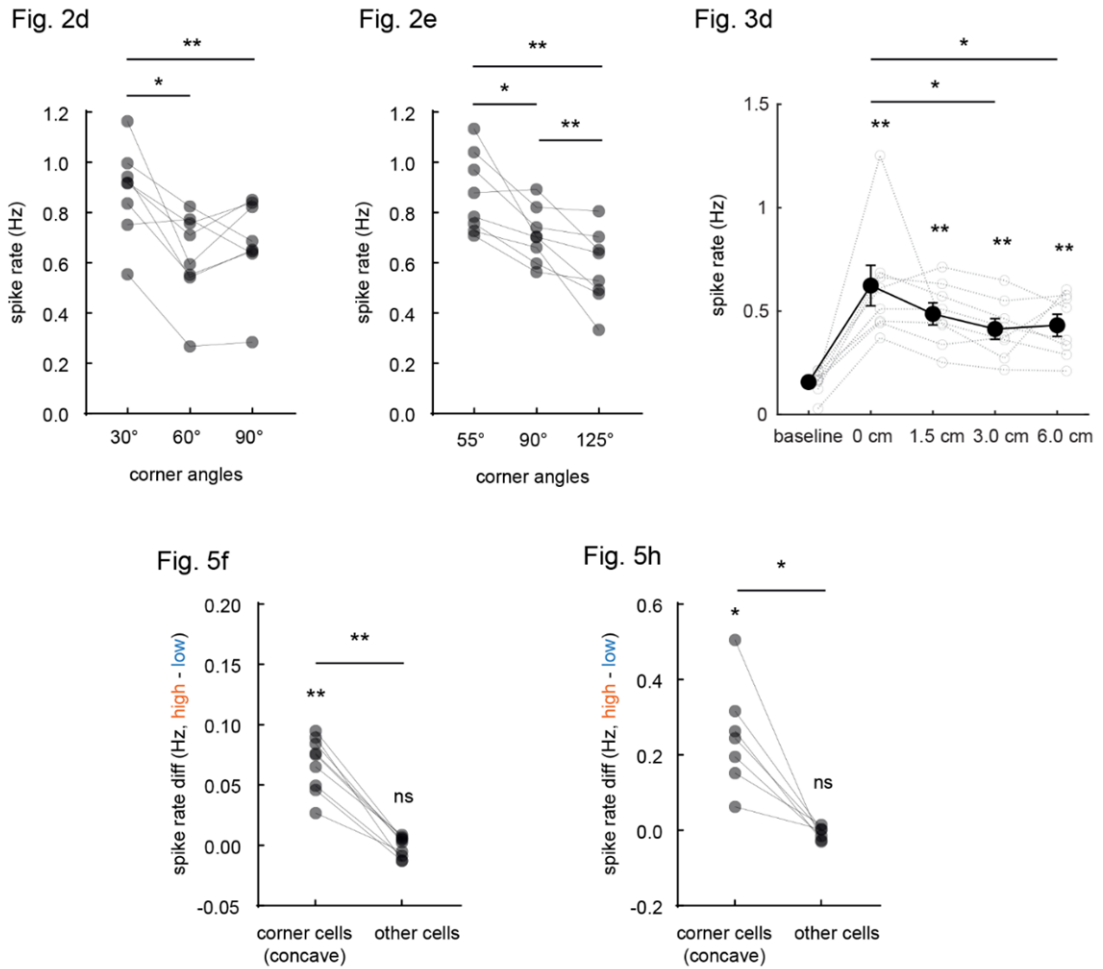 Fig. 2d
**
*
1.2
1.0
0.8
0.6
0.4
0.2
0.0
spike rate (Hz)
30° 60° 90°
corner angles
Fig. 2e
**
*
**
1.2
1.0
0.8
0.6
0.4
0.2
0.0
spike rate (Hz)
55° 90° 125°
corner angles
Fig. 3d
*
*
**
**
**
**
1.5
1
0.5
0
spike rate (Hz)
baseline 0 cm 1.5 cm 3.0 cm 6.0 cm
Fig. 5f
**
**
ns
0.20
0.15
0.10
0.05
0.00
-0.05
spike rate diff (Hz, high - low)
corner cells other cells
(concave)
Fig. 5h
*
*
ns
0.6
0.4
0.2
0.0
-0.2
spike rate diff (Hz, high - low)
corner cells other cells
(concave)